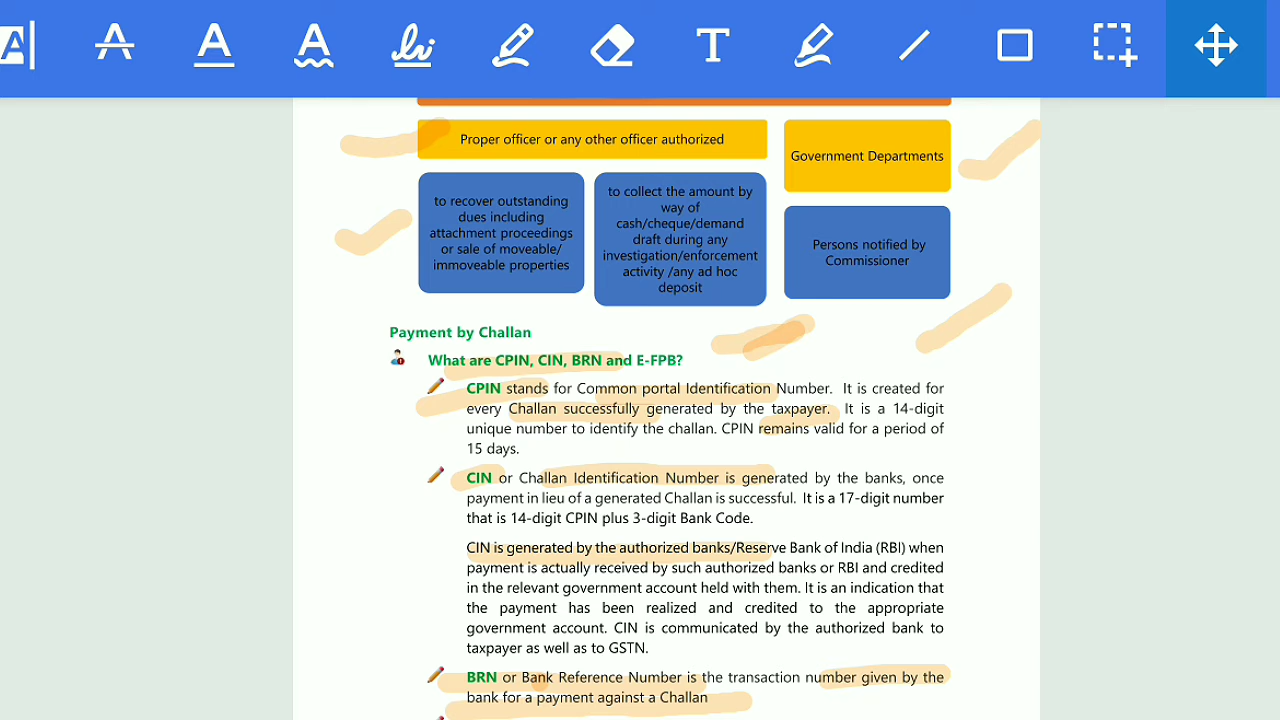 Proper officer or any other officer authorized
Government Departments
to recover outstanding
dues including
attachment proceedings
or sale of moveable/
immoveable properties
to collect the amount by
way of
cash/cheque/demand
draft during any
investigation/enforcement
activity /any ad hoc
deposit
Persons notified by
Commissioner
Payment by Challan
What are CPIN, CIN, BRN and E-FPB?
CPIN stands for Common portal Identification Number. It is created for
every Challan successfully generated by the taxpayer. It is a 14-digit
unique number to identify the challan. CPIN remains valid for a period of
15 days.
CIN or Challan Identification Number is generated by the banks, once
payment in lieu of a generated Challan is successful. It is a 17-digit number
that is 14-digit CPIN plus 3-digit Bank Code.
CIN is generated by the authorized banks/Reserve Bank of India (RBI) when
payment is actually received by such authorized banks or RBI and credited
in the relevant government account held with them. It is an indication that
the payment has been realized and credited to the appropriate
government account. CIN is communicated by the authorized bank to
taxpayer as well as to GSTN.
BRN or Bank Reference Number is the transaction number given by the
bank for a payment against a Challan